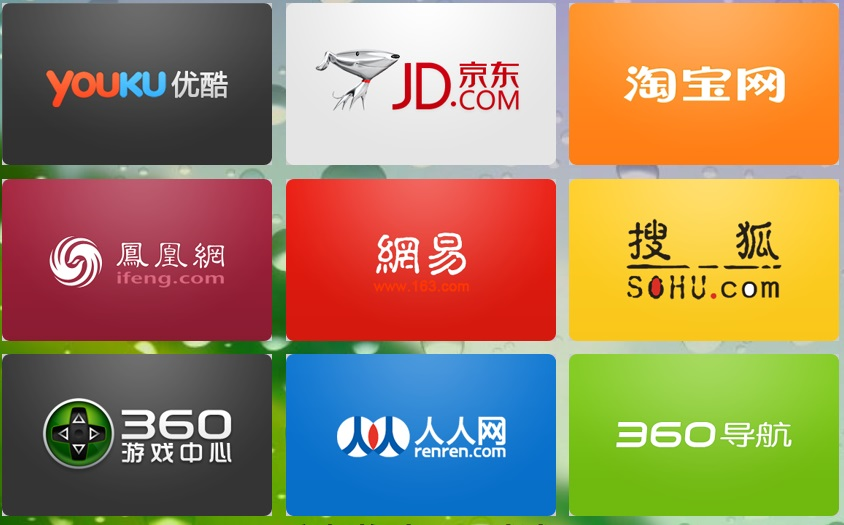 YOUKU 优酷
JD.COM 京东
淘宝网
鳳凰網
ifeng.com
網易
www.163.com
搜 狐
SOHU.com
360
游戏中心
人人网
renren.com
360导航